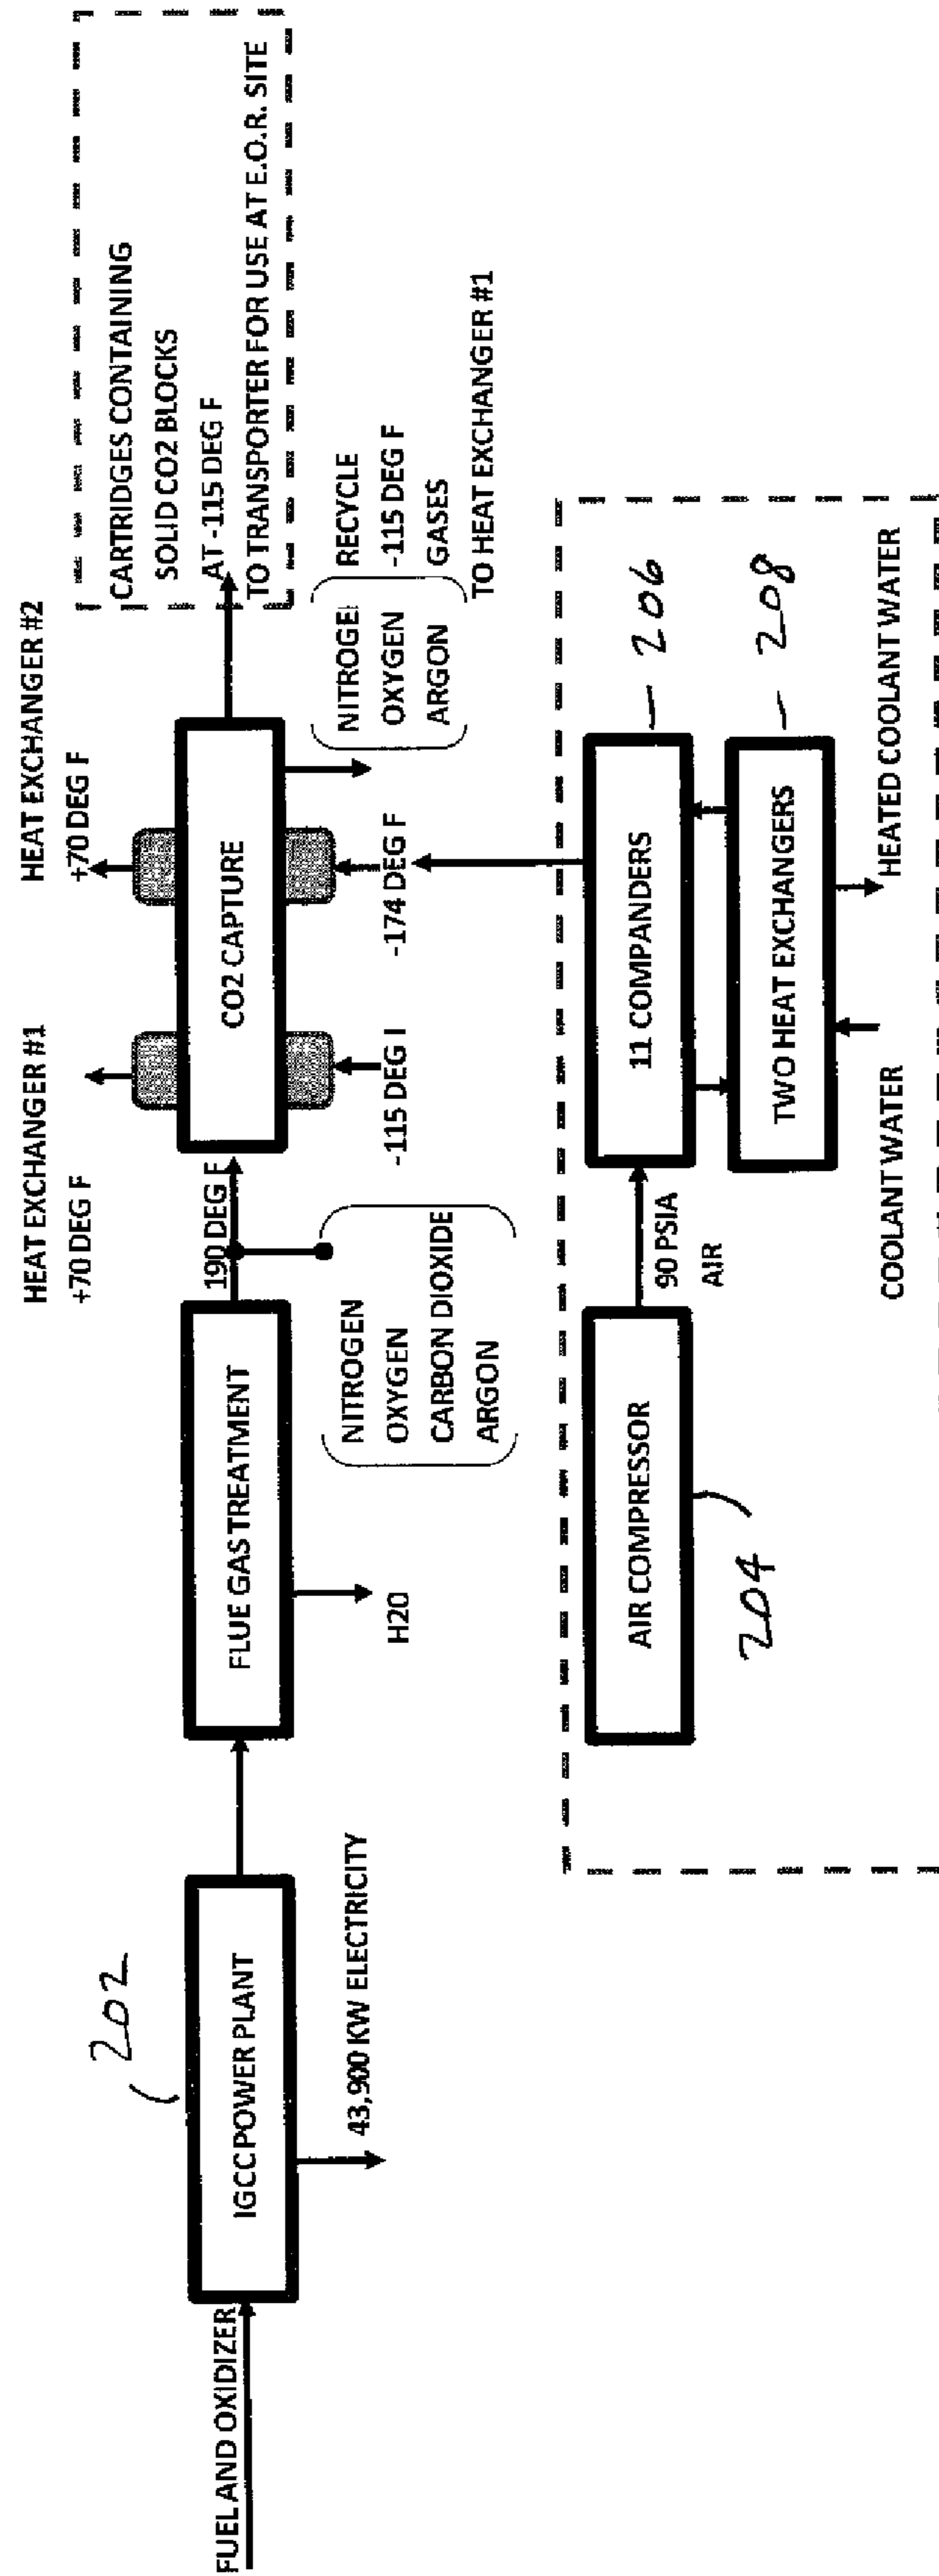 FUEL AND OXIDIZER
202
IGCC POWER PLANT
43,900 KW ELECTRICITY
FLUE GAS TREATMENT
H20
190 DEG F
NITROGEN
OXYGEN
CARBON DIOXIDE
ARGON
HEAT EXCHANGER #1
+70 DEG F
HEAT EXCHANGER #2
+70 DEG F
CO2 CAPTURE
-115 DEG
-174 DEG F
CARTRIDGES CONTAINING
SOLID CO2 BLOCKS
AT -115 DEG F
TO TRANSPORTER FOR USE AT E.O.R. SITE
NITROGE
OXYGEN
ARGON
RECYCLE
-115 DEG F
GASES
TO HEAT EXCHANGER #1
AIR COMPRESSOR
204
90 PSIA
AIR
11 COMPANDERS
206
TWO HEAT EXCHANGERS
208
COOLANT WATER
HEATED COOLANT WATER